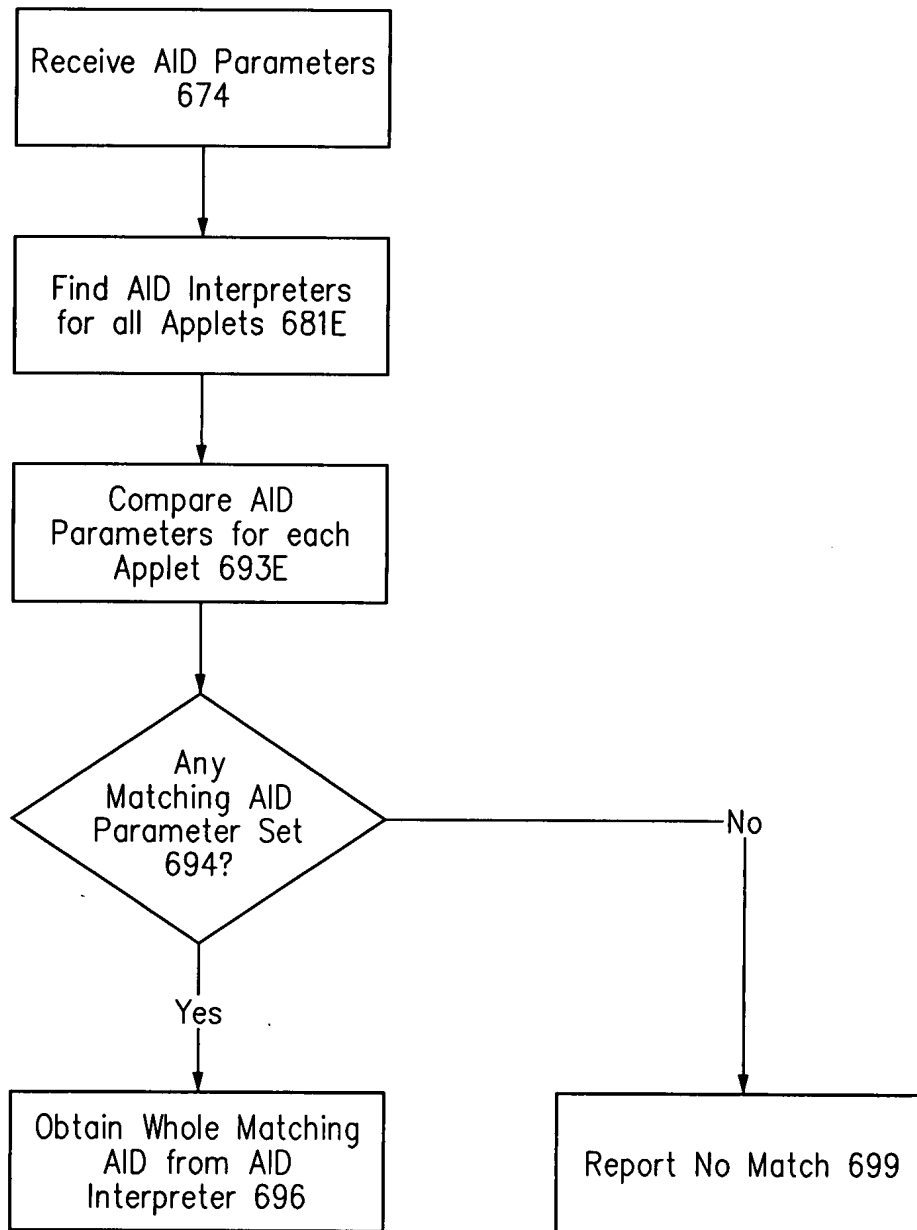 Receive AID Parameters
674
Find AID Interpreters
for all Applets 681E
Compare AID
Parameters for each
Applet 693E
Any
Matching AID
Parameter Set
694?
No
Yes
Obtain Whole Matching
AID from AID
Interpreter 696
Report No Match 699